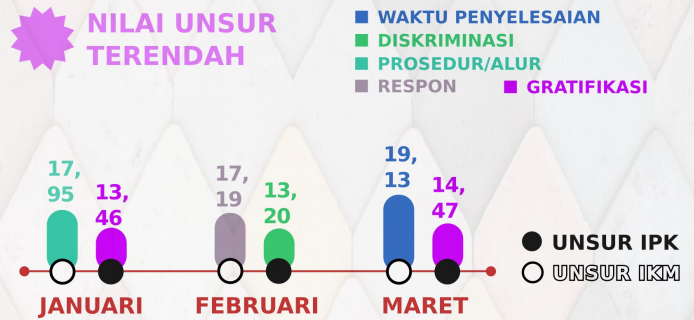 NILAI UNSUR
TERENDAH
WAKTU PENYELESAIAN
DISKRIMINASI
PROSEDUR/ALUR
RESPON
GRATIFIKASI
17,
95
13,
46
17,
19
13,
20
19,
13
14,
47
UNSUR IPK
UNSUR IKM
JANUARI
FEBRUARI
MARET